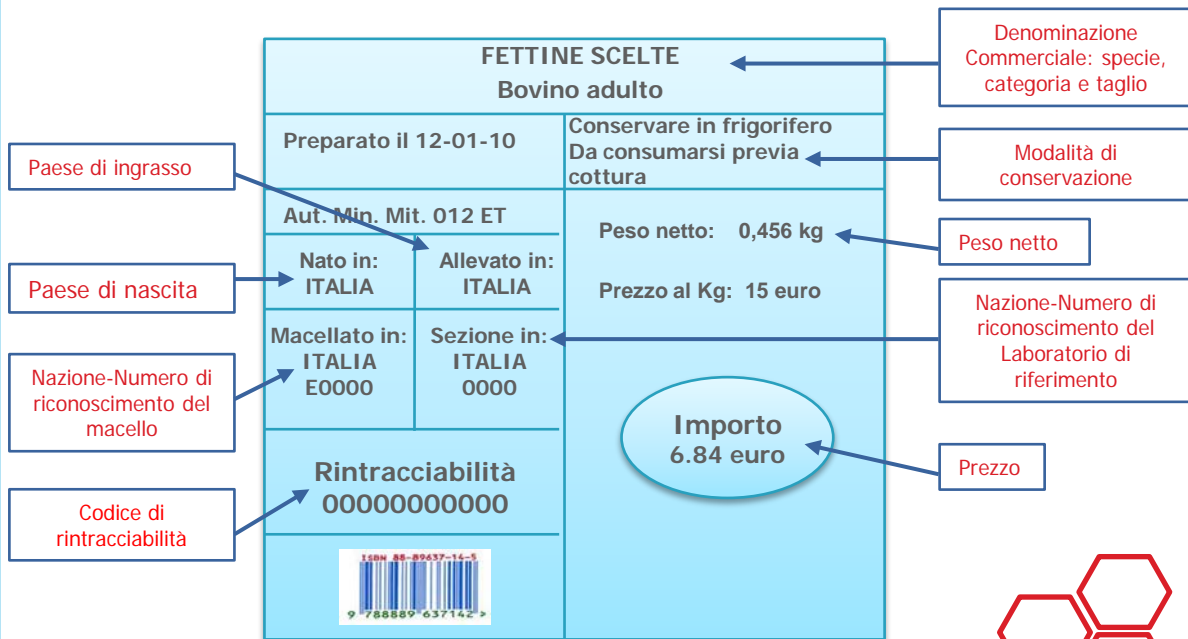 FETTINE SCELTE
Bovino adulto
Denominazione
Commerciale: specie,
categoria e taglio
Preparato il 12-01-10
Conservare in frigorifero
Da consumarsi previa
cottura
Paese di ingrasso
Modalità di
conservazione
Aut. Min. Mit. 012 ET
Peso netto: 0,456 kg
Peso netto
Nato in:
ITALIA
Allevato in:
ITALIA
Paese di nascita
Prezzo al Kg: 15 euro
Nazione-Numero di
riconoscimento del
Laboratorio di
riferimento
Macellato in:
ITALIA
E0000
Sezione in:
ITALIA
0000
Nazione-Numero di
riconoscimento del
macello
Importo
6.84 euro
Prezzo
Rintracciabilità
00000000000
Codice di
rintracciabilità
ISBN 88-89637-14-5
9 788889 637142 >